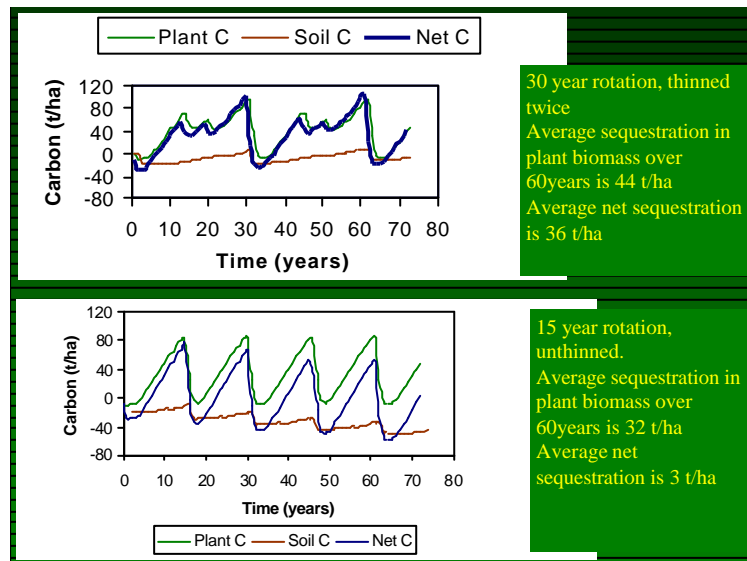 Plant C Soil C Net C
120
80
40
0
-40
-80
Carbon (t/ha)
0 10 20 30 40 50 60 70 80
Time (years)
30 year rotation, thinned
twice
Average sequestration in
plant biomass over
60years is 44 t/ha
Average net sequestration
is 36 t/ha
120
80
40
0
-40
-80
Carbon (t/ha)
0 10 20 30 40 50 60 70 80
Time (years)
Plant C Soil C Net C
15 year rotation,
unthinned.
Average sequestration in
plant biomass over
60years is 32 t/ha
Average net
sequestration is 3 t/ha